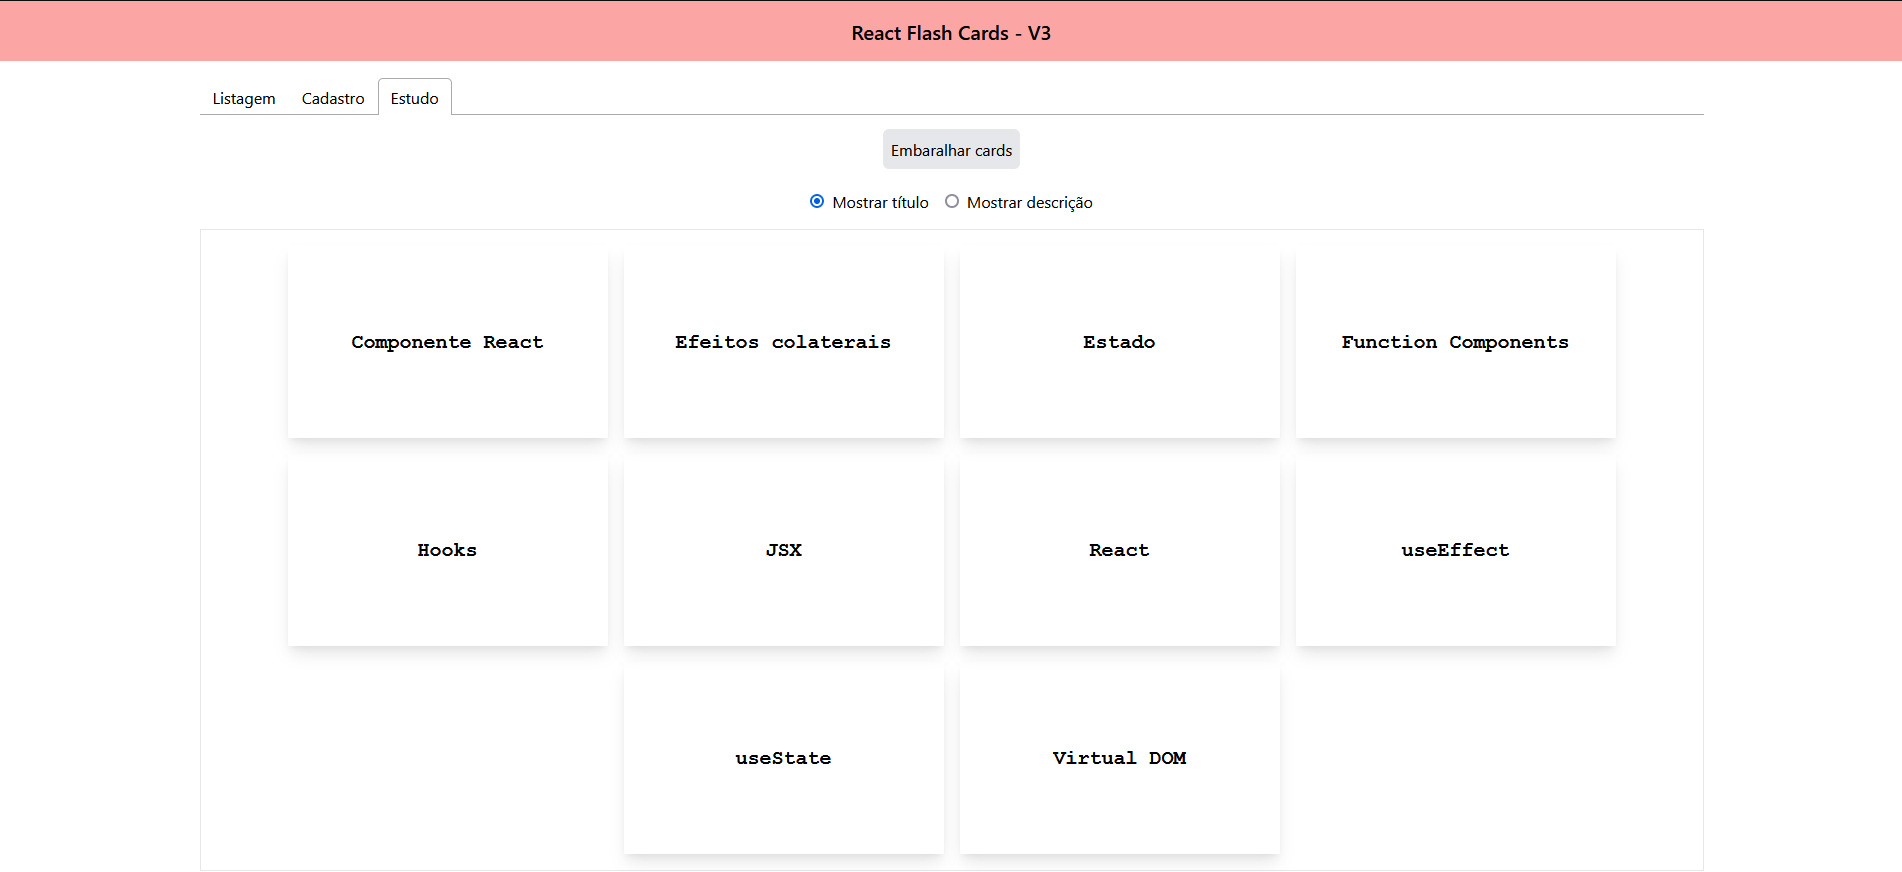 React Flash Cards - V3
Listagem Cadastro Estudo
Embaralhar cards
Mostrar título Mostrar descrição
Componente React
Efeitos colaterais
Estado
Function Components
Hooks
JSX
React
useEffect
useState
Virtual DOM